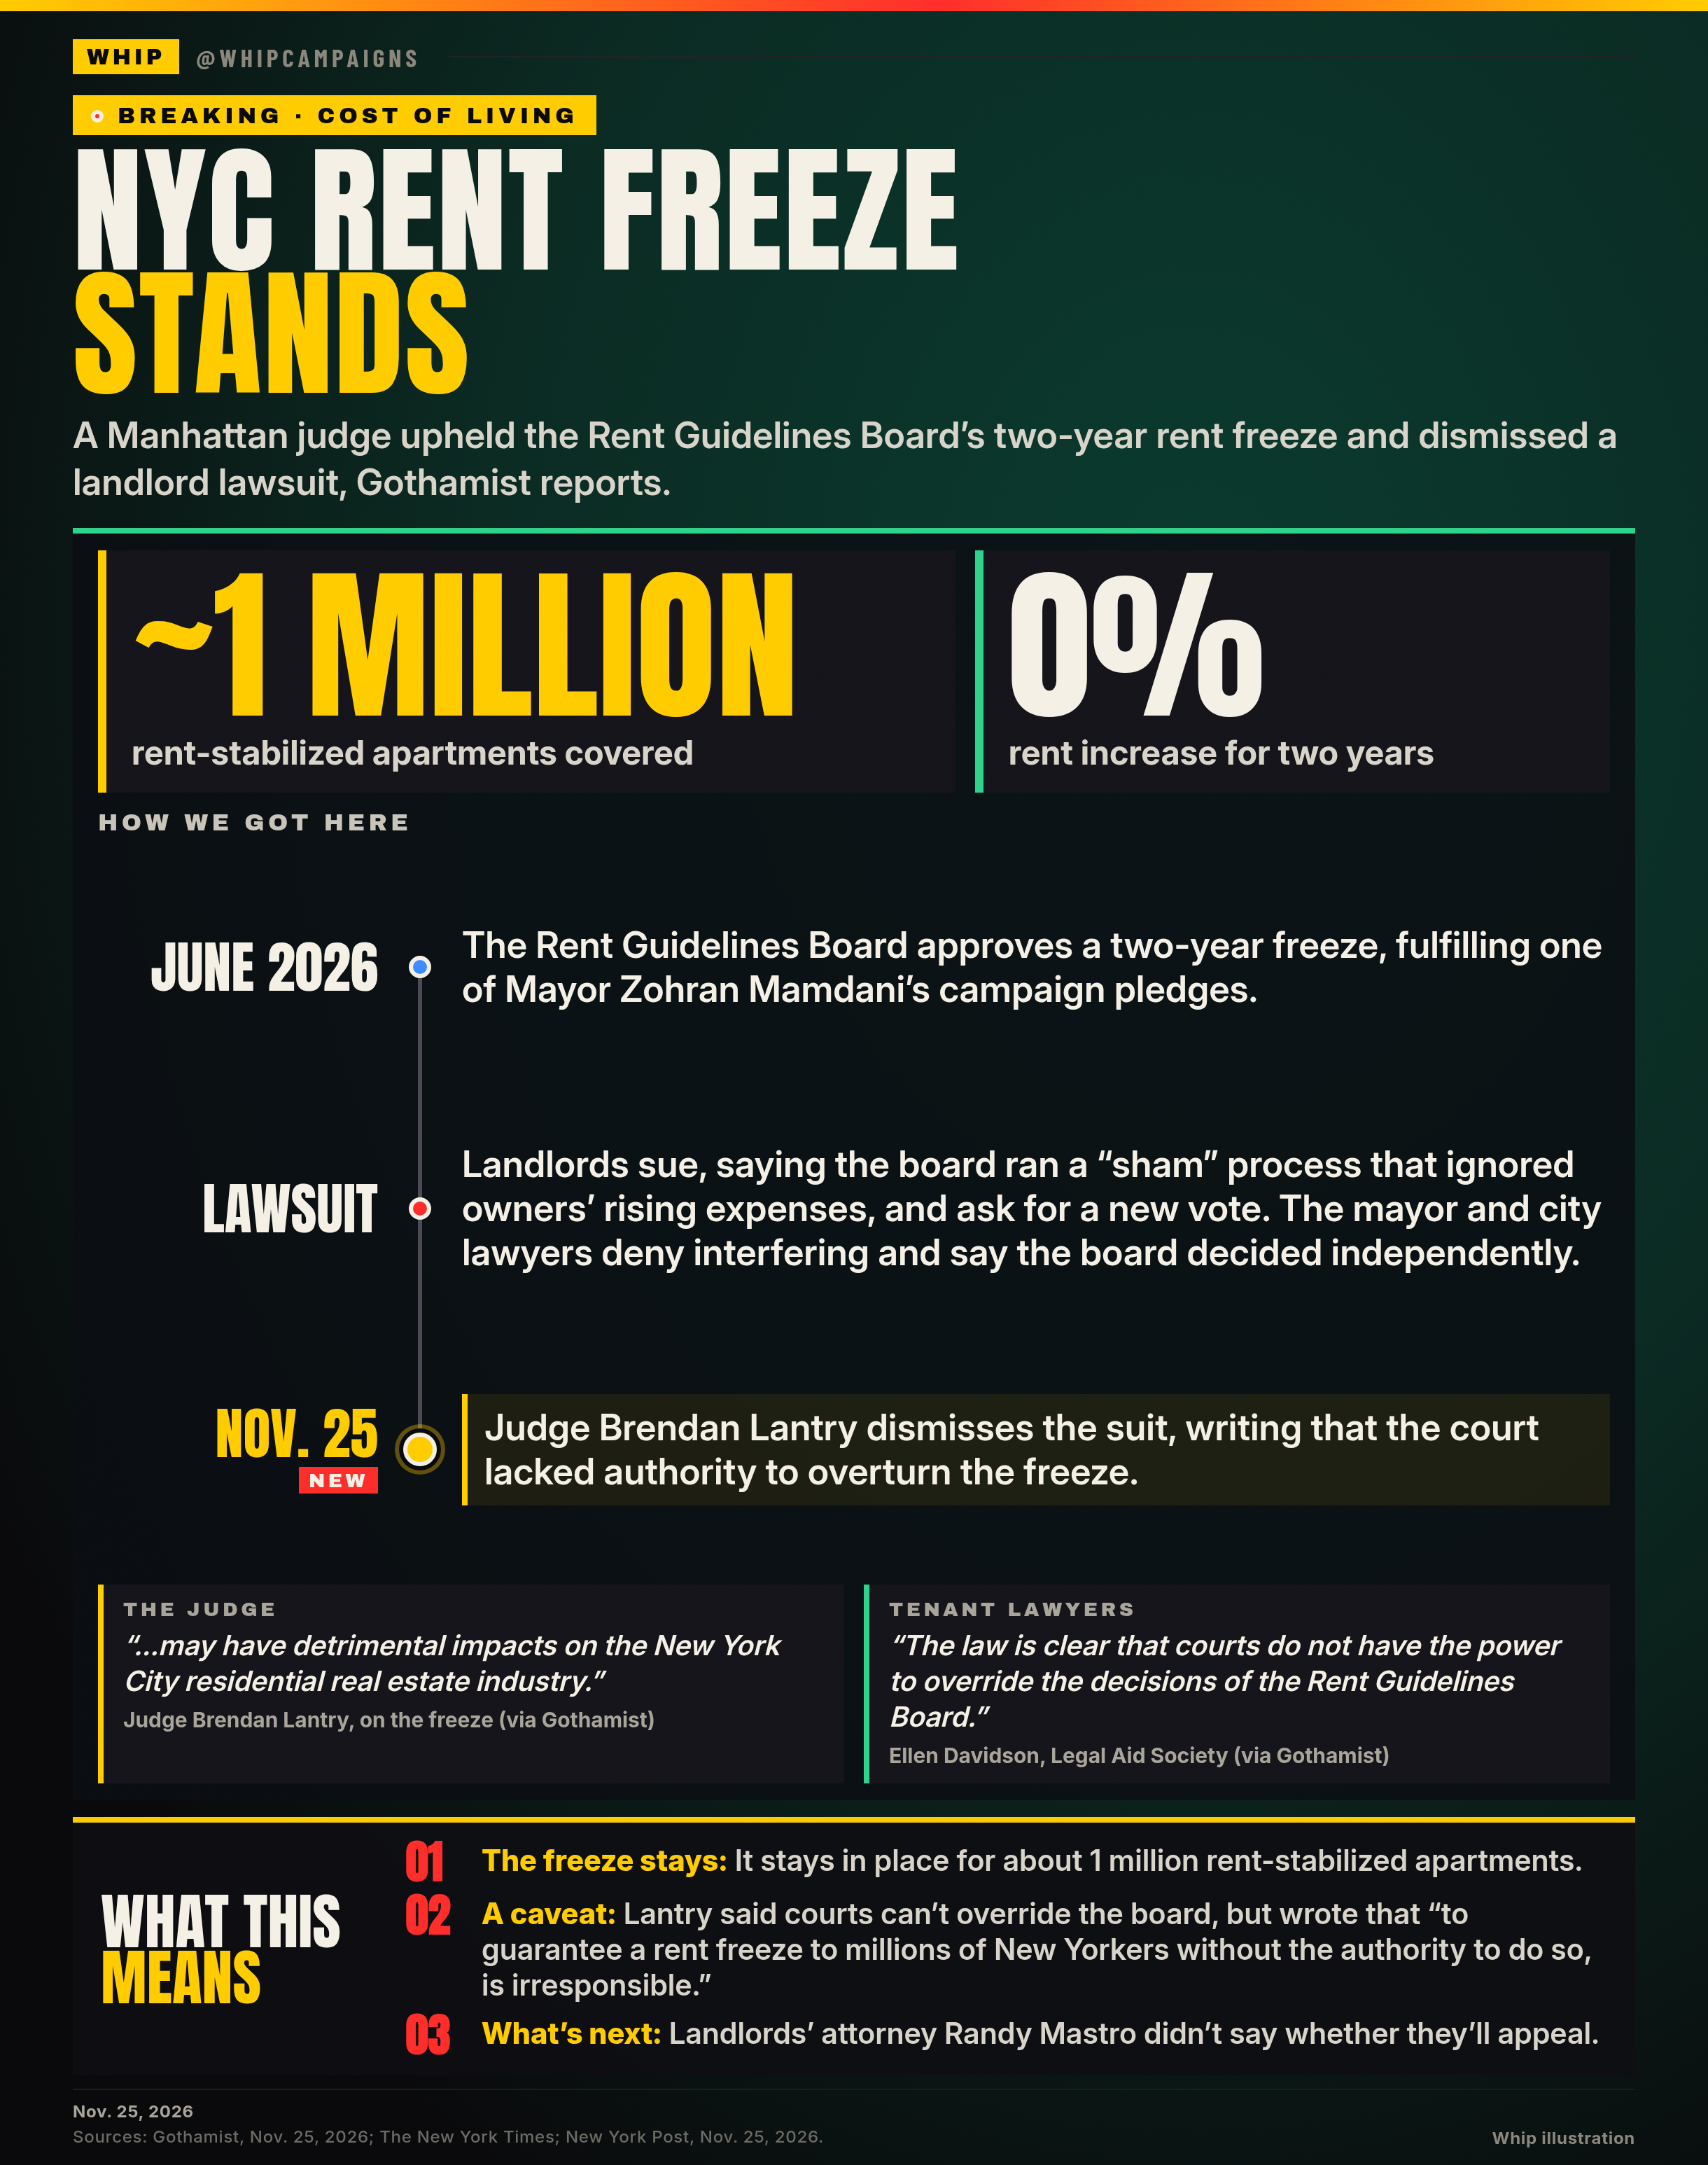 WHIP @WHIPCAMPAIGNS
BREAKING · COST OF LIVING
NYC RENT FREEZE
STANDS
A Manhattan judge upheld the Rent Guidelines Board’s two-year rent freeze and dismissed a
landlord lawsuit, Gothamist reports.
~1 MILLION
rent-stabilized apartments covered
0%
rent increase for two years
HOW WE GOT HERE
JUNE 2026
The Rent Guidelines Board approves a two-year freeze, fulfilling one
of Mayor Zohran Mamdani’s campaign pledges.
LAWSUIT
Landlords sue, saying the board ran a “sham” process that ignored
owners’ rising expenses, and ask for a new vote. The mayor and city
lawyers deny interfering and say the board decided independently.
NOV. 25
NEW
Judge Brendan Lantry dismisses the suit, writing that the court
lacked authority to overturn the freeze.
THE JUDGE
“…may have detrimental impacts on the New York
City residential real estate industry.”
Judge Brendan Lantry, on the freeze (via Gothamist)
TENANT LAWYERS
“The law is clear that courts do not have the power
to override the decisions of the Rent Guidelines
Board.”
Ellen Davidson, Legal Aid Society (via Gothamist)
WHAT THIS
MEANS
01 The freeze stays: It stays in place for about 1 million rent-stabilized apartments.
02 A caveat: Lantry said courts can’t override the board, but wrote that “to
guarantee a rent freeze to millions of New Yorkers without the authority to do so,
is irresponsible.”
03 What’s next: Landlords’ attorney Randy Mastro didn’t say whether they’ll appeal.
Nov. 25, 2026
Sources: Gothamist, Nov. 25, 2026; The New York Times; New York Post, Nov. 25, 2026.
Whip illustration